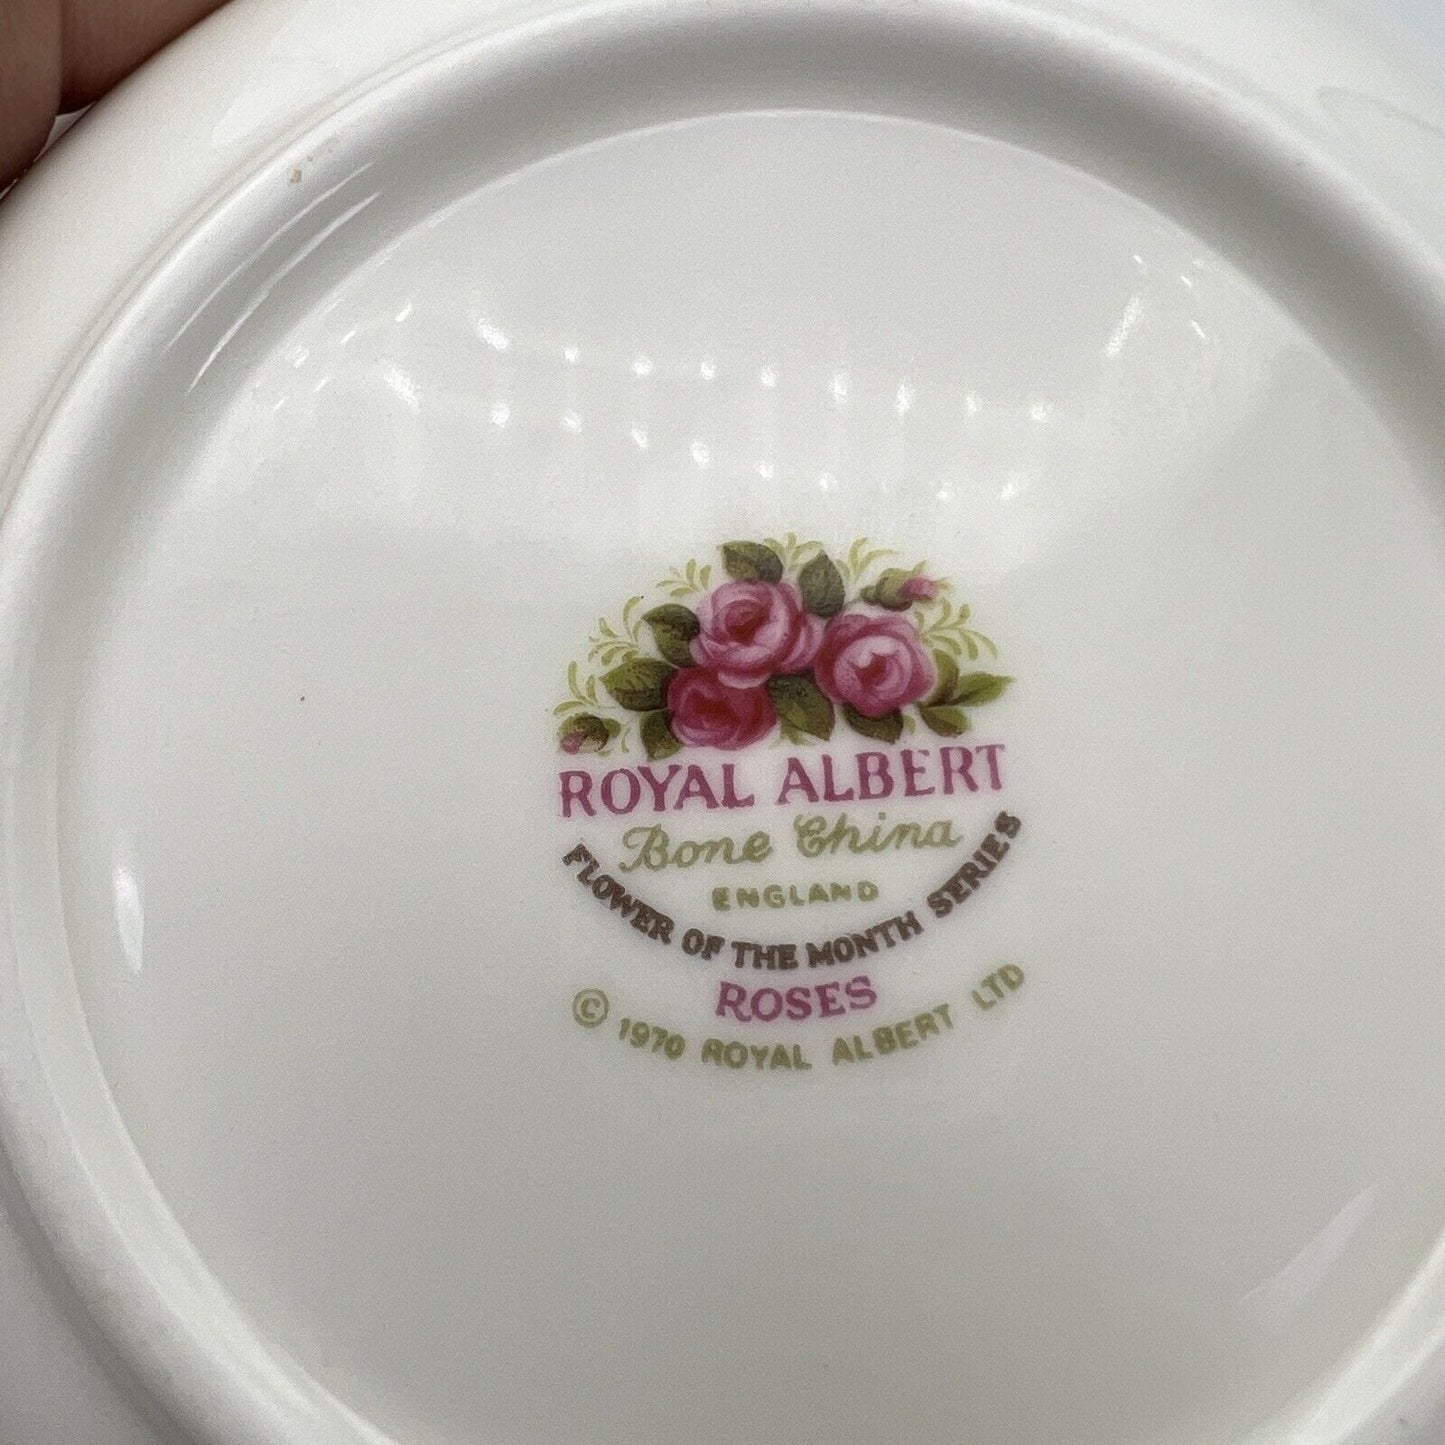 ROYAL ALBERT
Bone China
ENGLAND
FLOWER OF THE MONTH SERIES
ROSES
© 1970 ROYAL ALBERT LTD